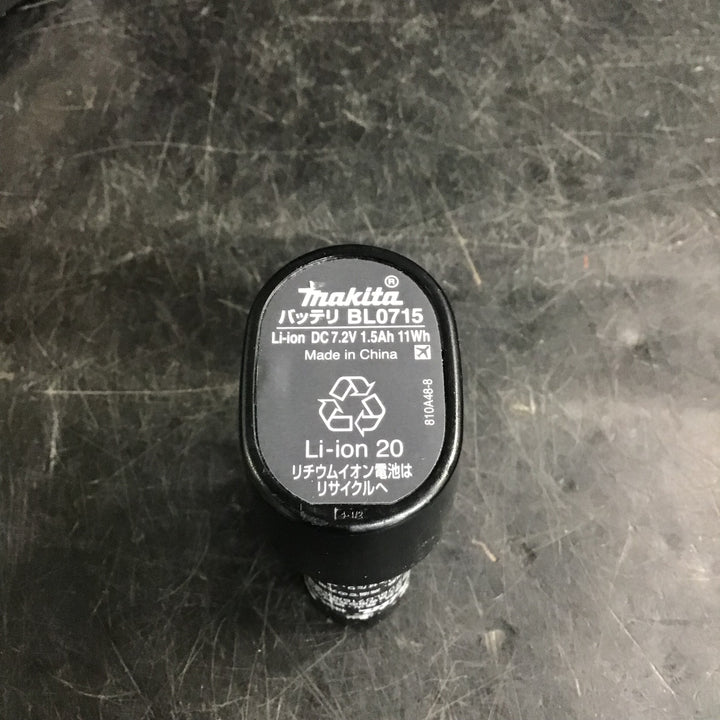 makita®
バッテリ BL0715
Li-ion DC 7.2V 1.5Ah 11Wh
Made in China
810A48-8
Li-ion 20
リチウムイオン電池は
リサイクルへ